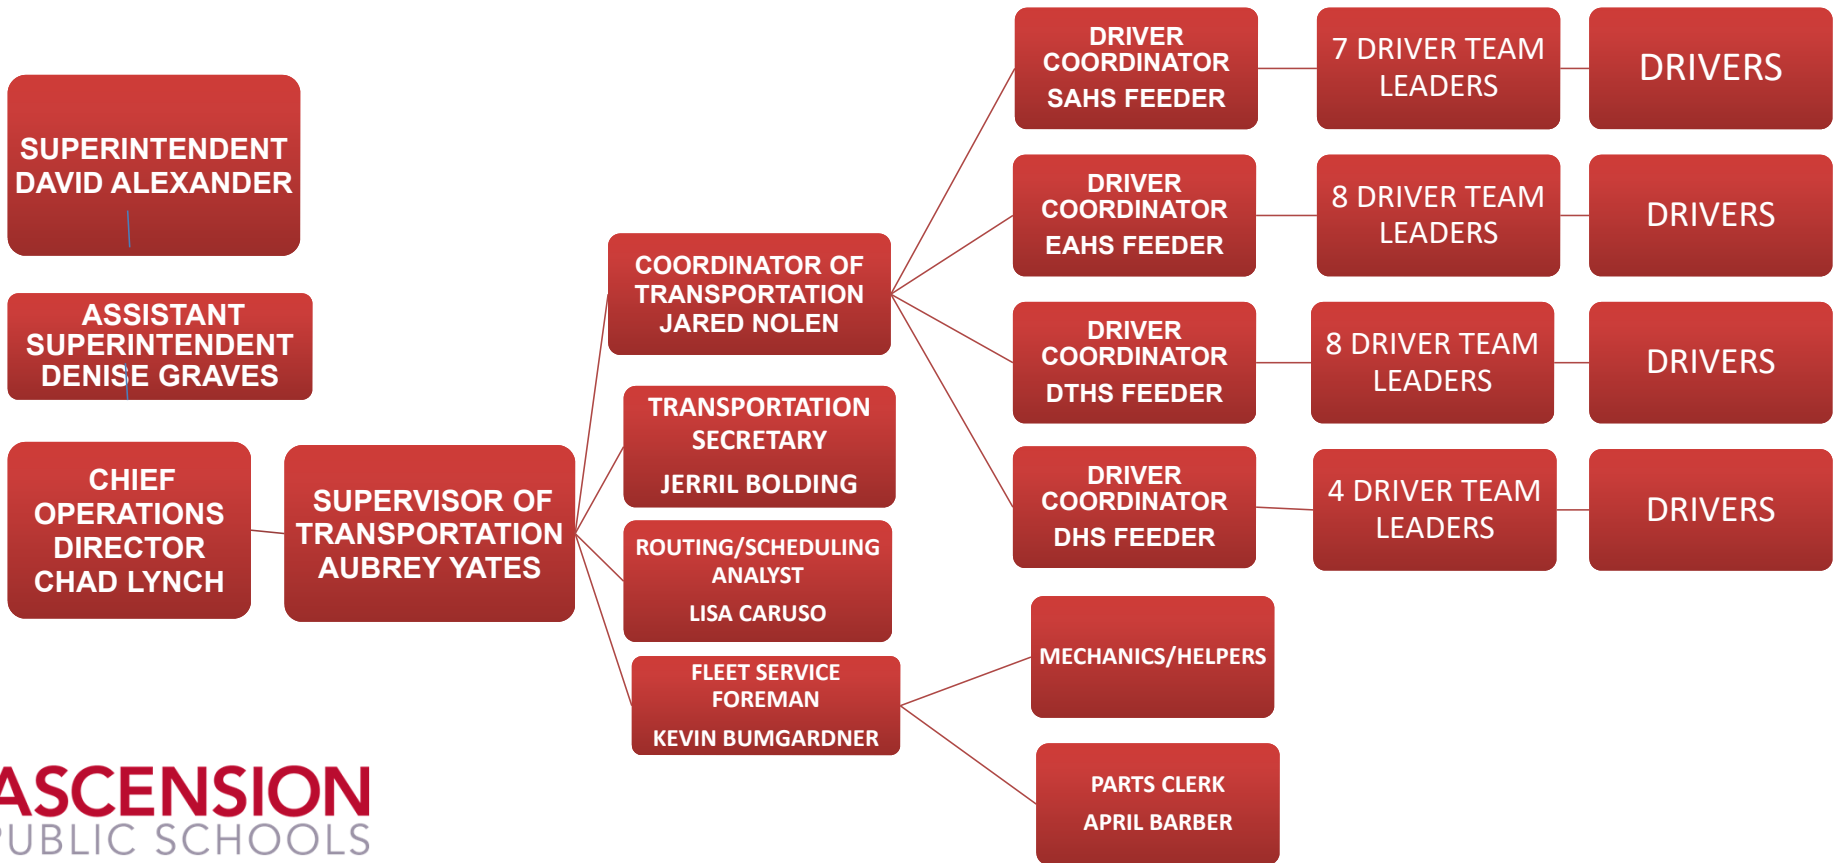 SUPERINTENDENT
DAVID ALEXANDER
ASSISTANT
SUPERINTENDENT
DENISE GRAVES
CHIEF
OPERATIONS
DIRECTOR
CHAD LYNCH
SUPERVISOR OF
TRANSPORTATION
AUBREY YATES
COORDINATOR OF
TRANSPORTATION
JARED NOLEN
TRANSPORTATION
SECRETARY
JERRIL BOLDING
ROUTING/SCHEDULING
ANALYST
LISA CARUSO
FLEET SERVICE
FOREMAN
KEVIN BUMGARDNER
DRIVER
COORDINATOR
SAHS FEEDER
7 DRIVER TEAM
LEADERS
DRIVERS
DRIVER
COORDINATOR
EAHS FEEDER
8 DRIVER TEAM
LEADERS
DRIVERS
DRIVER
COORDINATOR
DTHS FEEDER
8 DRIVER TEAM
LEADERS
DRIVERS
DRIVER
COORDINATOR
DHS FEEDER
4 DRIVER TEAM
LEADERS
DRIVERS
MECHANICS/HELPERS
PARTS CLERK
APRIL BARBER
ASCENSION
PUBLIC SCHOOLS